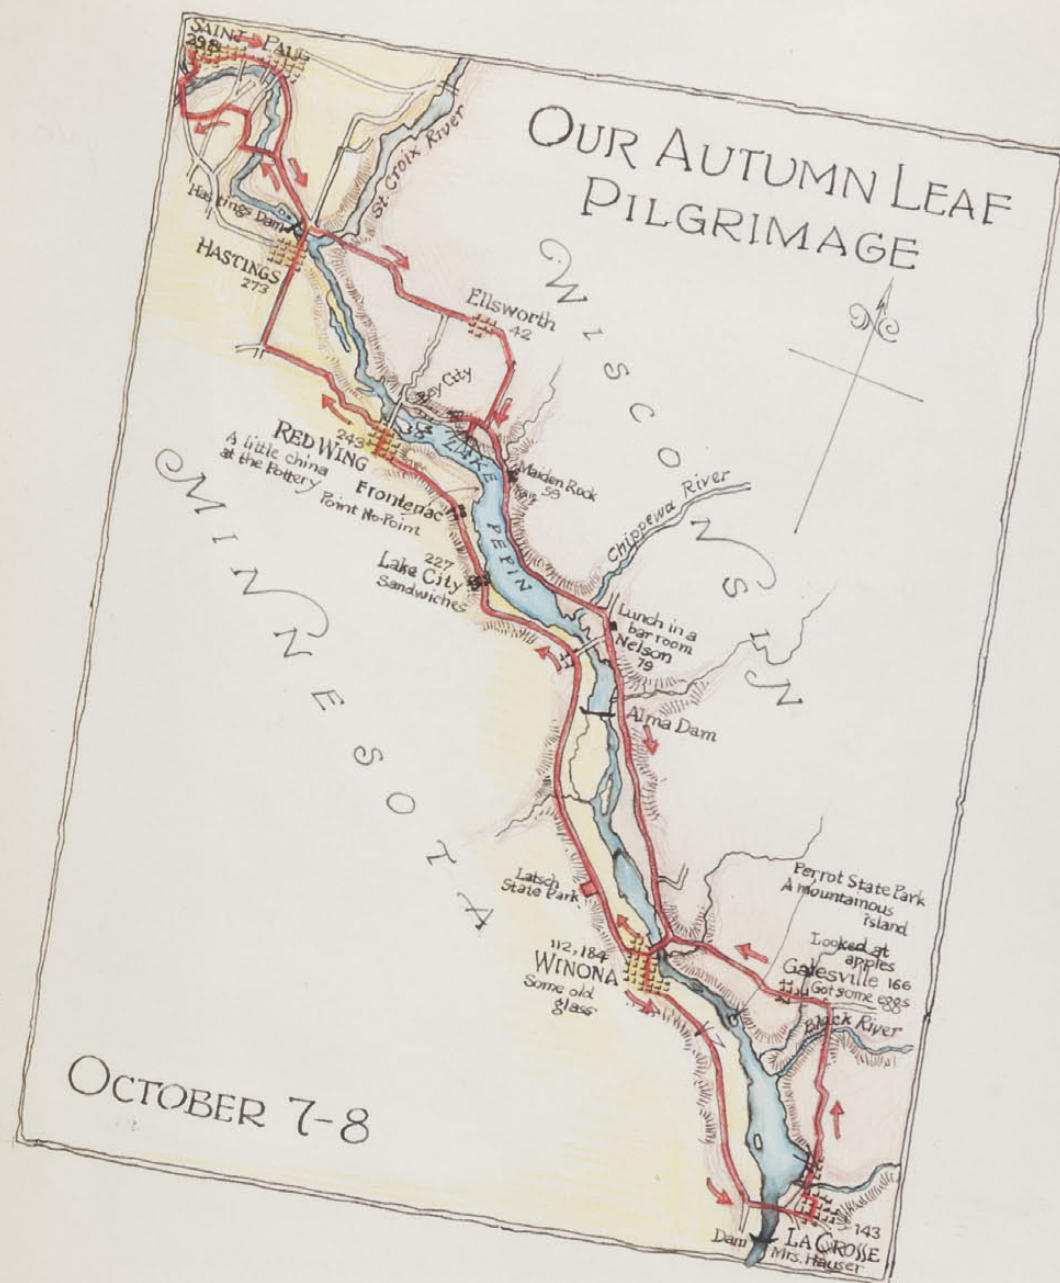 OUR AUTUMN LEAF
PILGRIMAGE
SAINT PAUL
298
St Croix River
Hastings Dam
HASTINGS
273
Ellsworth
42
WISCONSIN
Bay City
RED WING
243
A little china
at the Pottery
Frontenac
Point No-Point
LAKE
PEPIN
Maiden Rock
59
Chippewa River
227
Lake City
Sandwiches
Lunch in a
bar room
Nelson
79
Alma Dam
MINNESOTA
Latsch
State Park
Perrot State Park
A mountainous
island
Looked at
apples
Galesville 166
Got some eggs
Black River
112, 184
WINONA
Some old
glass
OCTOBER 7-8
Dam
143
LA CROSSE
Mrs. Hauser